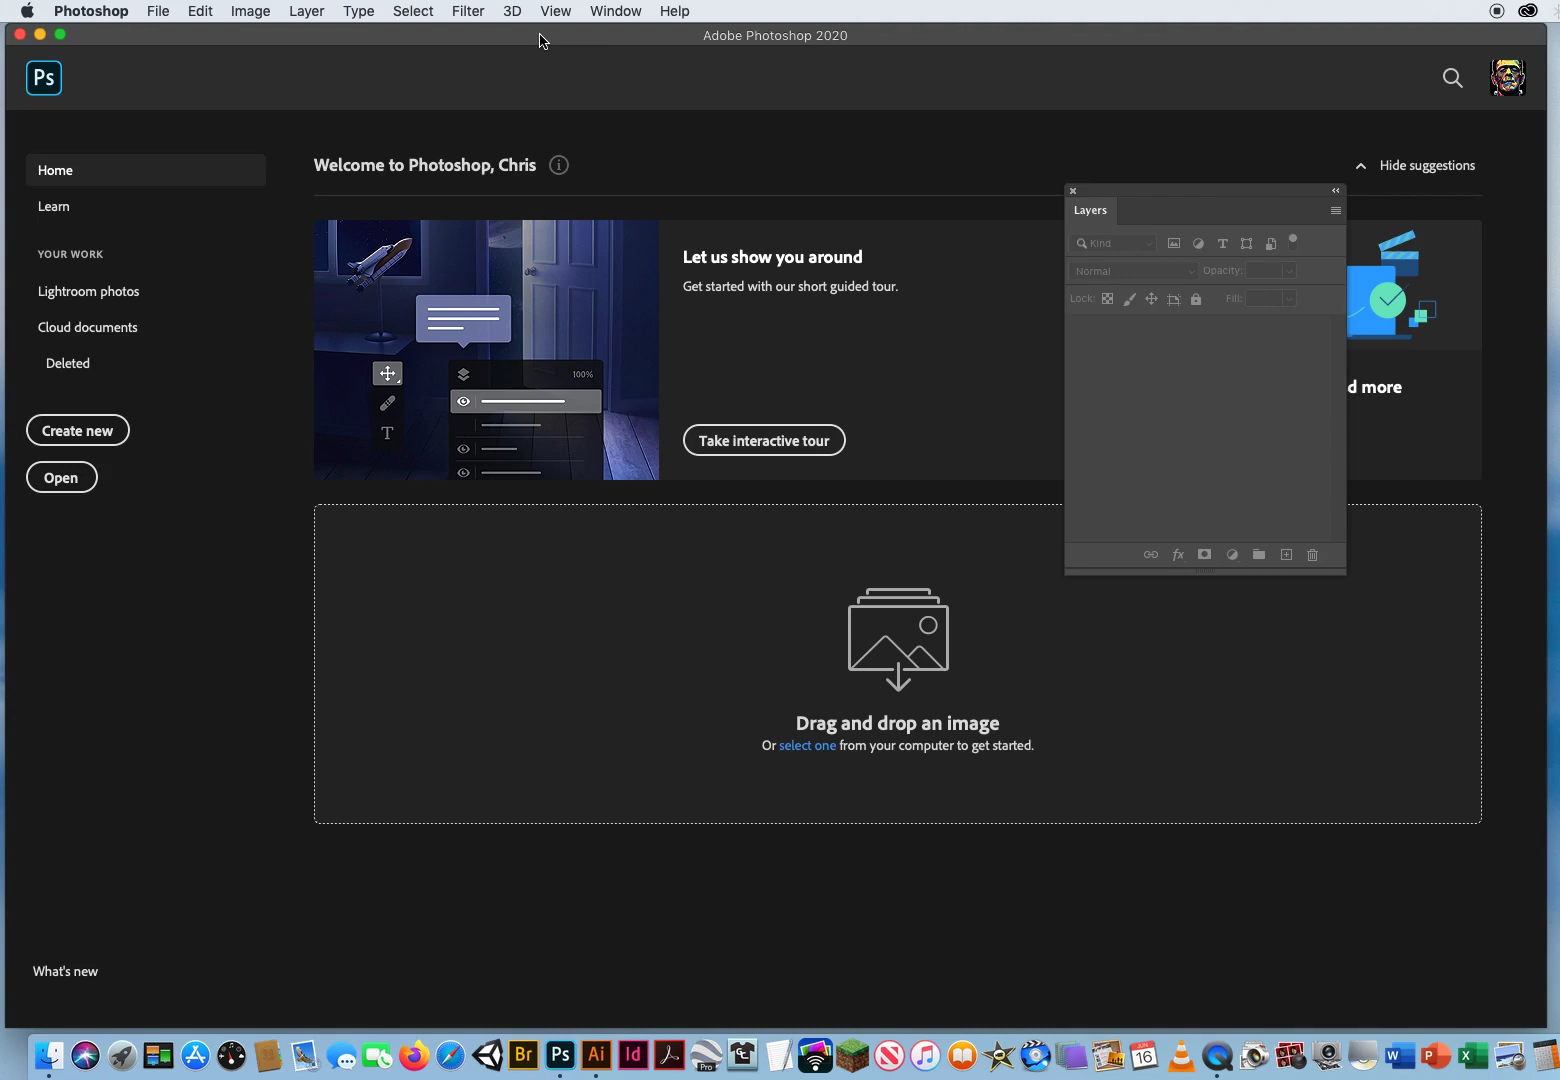 Photoshop File Edit Image Layer Type Select Filter 3D View Window Help
Adobe Photoshop 2020
Ps
Home
Learn
YOUR WORK
Lightroom photos
Cloud documents
Deleted
Create new
Open
What's new
Welcome to Photoshop, Chris
Hide suggestions
100%
T
Let us show you around
Get started with our short guided tour.
Take interactive tour
d more
Layers
Kind
Normal Opacity:
Lock: Fill:
fx
Drag and drop an image
Or select one from your computer to get started.
Br Ps Ai Id Pro JUN 16 W P X